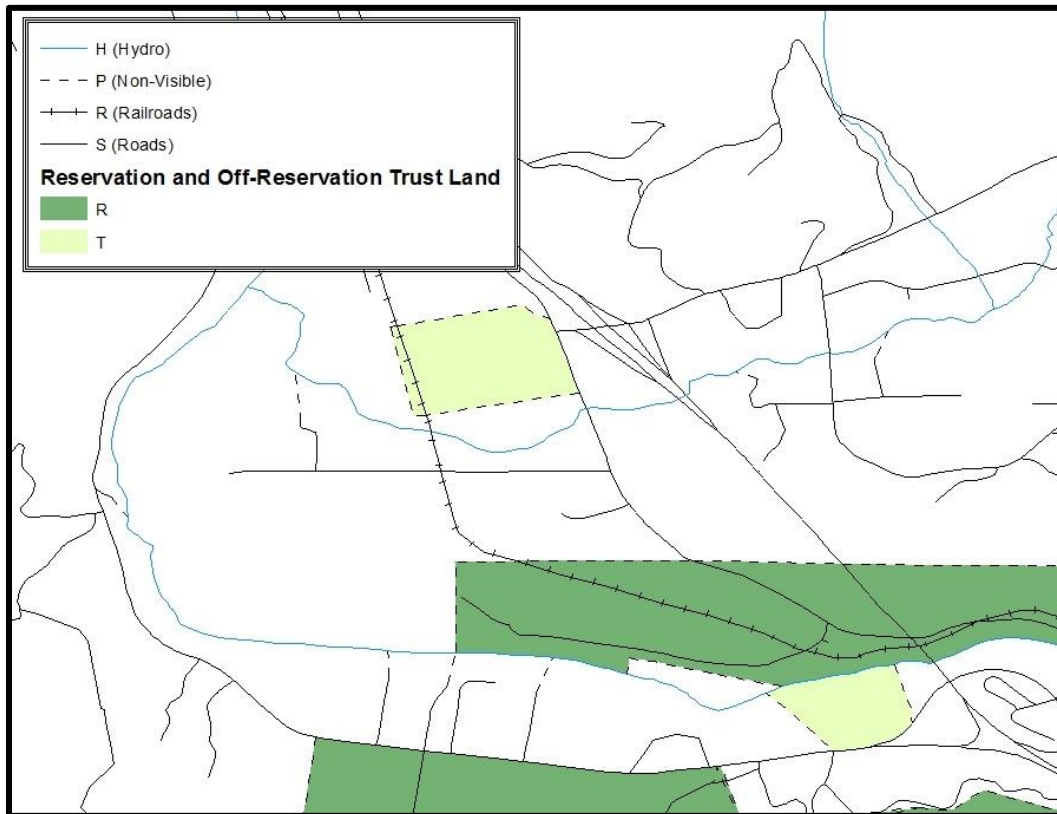 H (Hydro)
P (Non-Visible)
R (Railroads)
S (Roads)
Reservation and Off-Reservation Trust Land
R
T